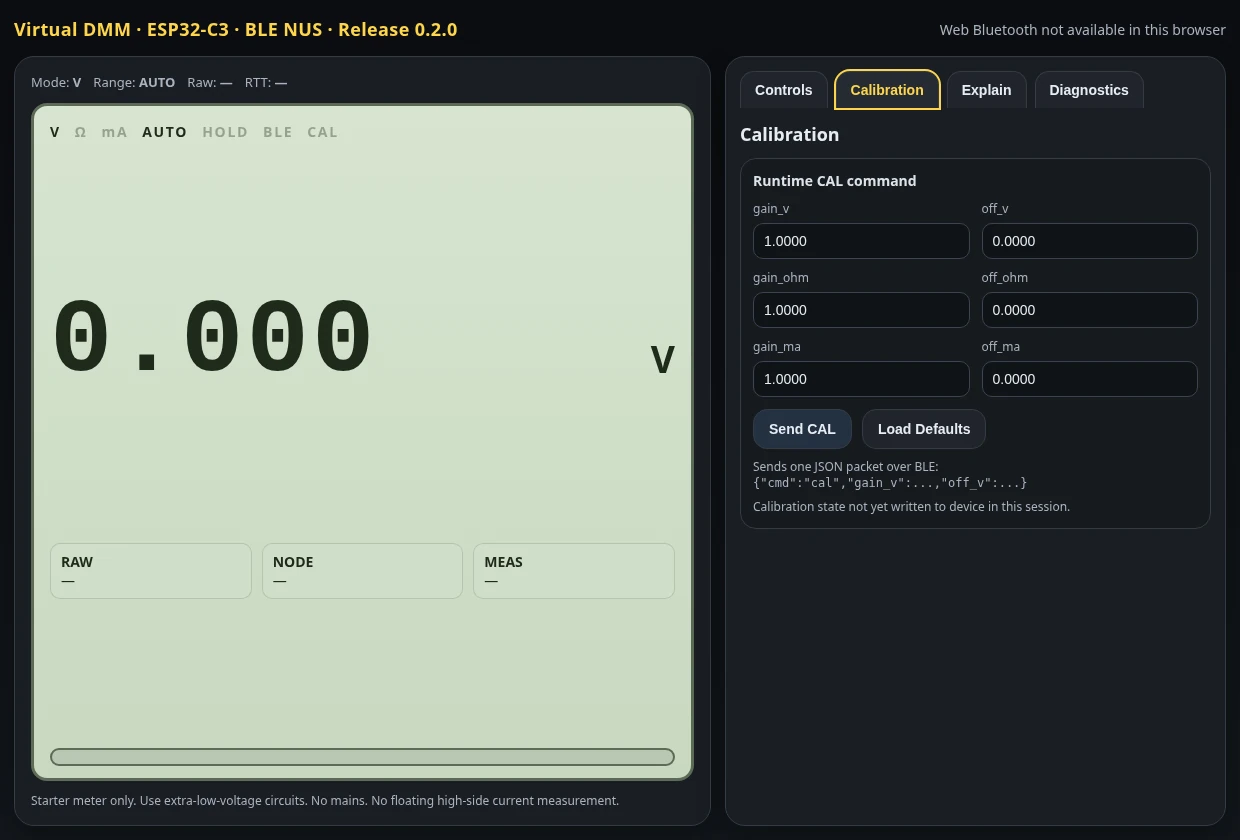 Virtual DMM · ESP32-C3 · BLE NUS · Release 0.2.0
Web Bluetooth not available in this browser
Mode: V Range: AUTO Raw: — RTT: —
V Ω mA AUTO HOLD BLE CAL
0.000 V
RAW NODE MEAS
— — —
Starter meter only. Use extra-low-voltage circuits. No mains. No floating high-side current measurement.
Controls Calibration Explain Diagnostics
Calibration
Runtime CAL command
gain_v off_v
1.0000 0.0000
gain_ohm off_ohm
1.0000 0.0000
gain_ma off_ma
1.0000 0.0000
Send CAL Load Defaults
Sends one JSON packet over BLE:
{"cmd":"cal","gain_v":...,"off_v":...}
Calibration state not yet written to device in this session.